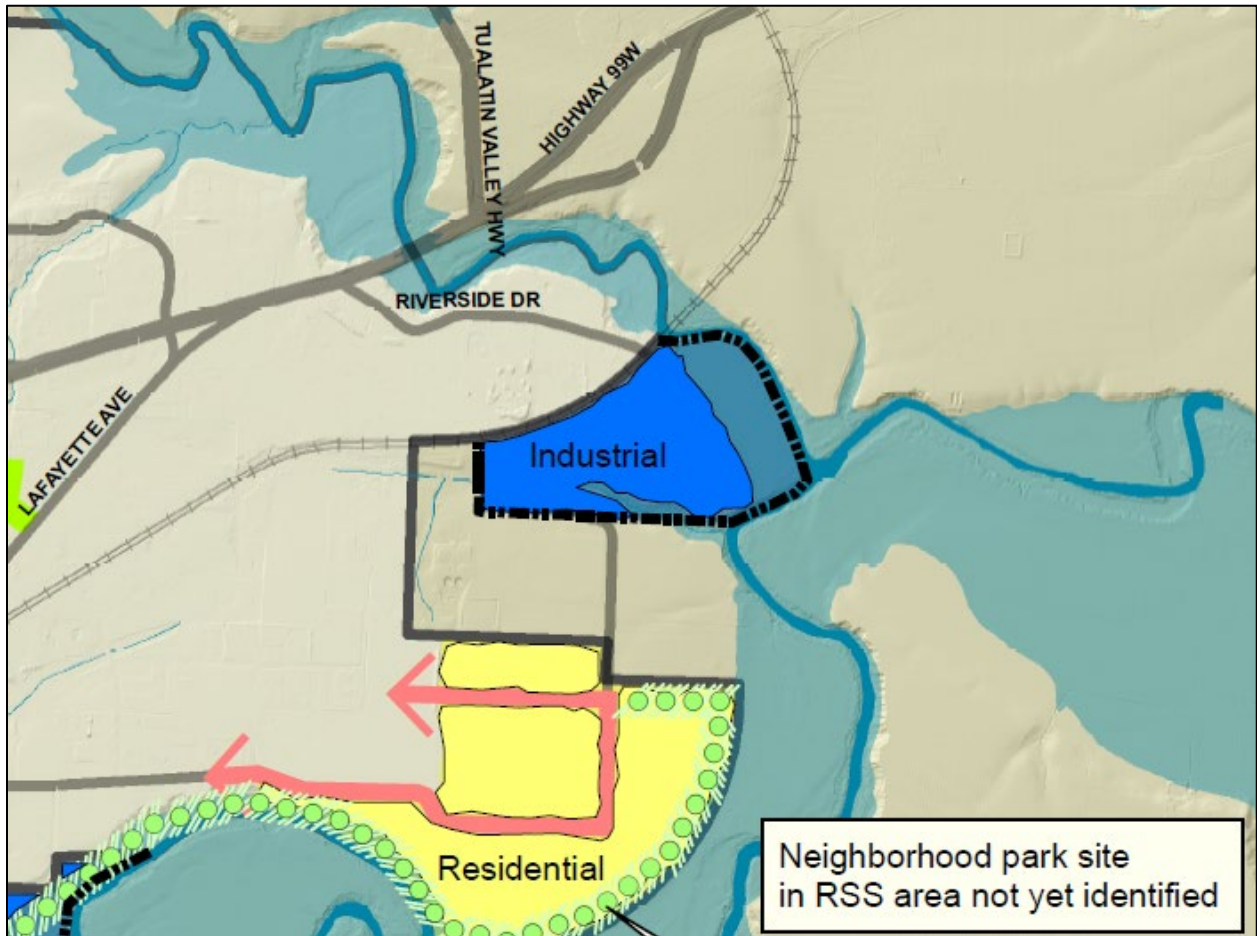 TUALATIN VALLEY HWY
HIGHWAY 99W
RIVERSIDE DR
LAFAYETTE AVE
Industrial
Residential
Neighborhood park site
in RSS area not yet identified